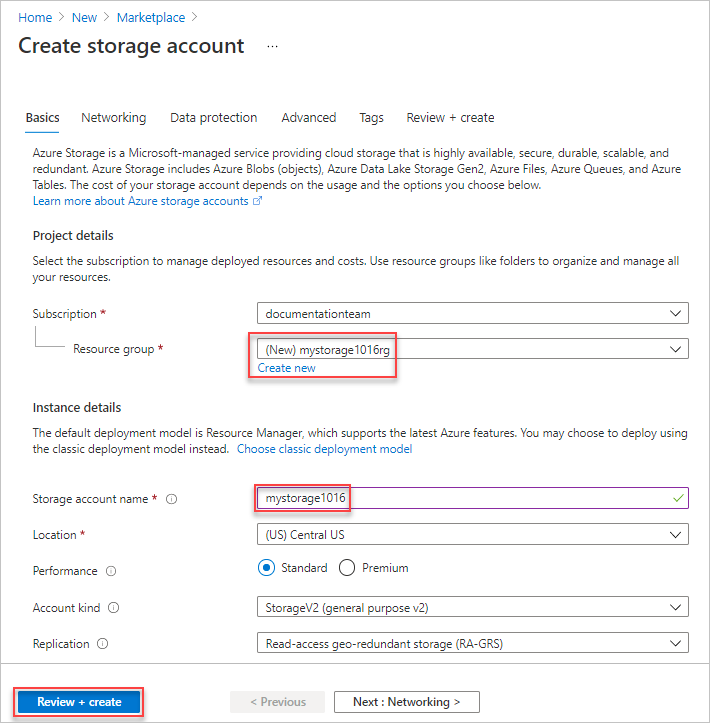 Home > New > Marketplace >
Create storage account ...
Basics Networking Data protection Advanced Tags Review + create
Azure Storage is a Microsoft-managed service providing cloud storage that is highly available, secure, durable, scalable, and
redundant. Azure Storage includes Azure Blobs (objects), Azure Data Lake Storage Gen2, Azure Files, Azure Queues, and Azure
Tables. The cost of your storage account depends on the usage and the options you choose below.
Learn more about Azure storage accounts
Project details
Select the subscription to manage deployed resources and costs. Use resource groups like folders to organize and manage all
your resources.
Subscription * documentationteam
Resource group * (New) mystorage1016rg
Create new
Instance details
The default deployment model is Resource Manager, which supports the latest Azure features. You may choose to deploy using
the classic deployment model instead. Choose classic deployment model
Storage account name * mystorage1016
Location * (US) Central US
Performance Standard Premium
Account kind StorageV2 (general purpose v2)
Replication Read-access geo-redundant storage (RA-GRS)
Review + create < Previous Next : Networking >